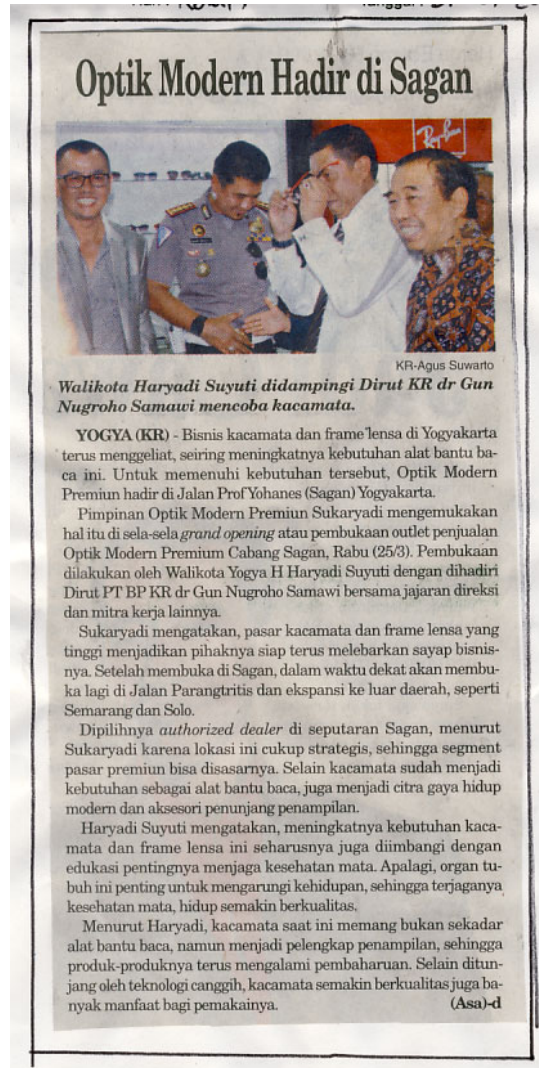 Optik Modern Hadir di Sagan
Ray-Ban
KR-Agus Suwarto
Walikota Haryadi Suyuti didampingi Dirut KR dr Gun
Nugroho Samawi mencoba kacamata.
YOGYA (KR) - Bisnis kacamata dan frame lensa di Yogyakarta
terus menggeliat, seiring meningkatnya kebutuhan alat bantu ba-
ca ini. Untuk memenuhi kebutuhan tersebut, Optik Modern
Premiun hadir di Jalan Prof Yohanes (Sagan) Yogyakarta.
Pimpinan Optik Modern Premiun Sukaryadi mengemukakan
hal itu di sela-sela grand opening atau pembukaan outlet penjualan
Optik Modern Premium Cabang Sagan, Rabu (25/3). Pembukaan
dilakukan oleh Walikota Yogya H Haryadi Suyuti dengan dihadiri
Dirut PT BP KR dr Gun Nugroho Samawi bersama jajaran direksi
dan mitra kerja lainnya.
Sukaryadi mengatakan, pasar kacamata dan frame lensa yang
tinggi menjadikan pihaknya siap terus melebarkan sayap bisnis-
nya. Setelah membuka di Sagan, dalam waktu dekat akan membu-
ka lagi di Jalan Parangtritis dan ekspansi ke luar daerah, seperti
Semarang dan Solo.
Dipilihnya authorized dealer di seputaran Sagan, menurut
Sukaryadi karena lokasi ini cukup strategis, sehingga segment
pasar premiun bisa disasarnya. Selain kacamata sudah menjadi
kebutuhan sebagai alat bantu baca, juga menjadi citra gaya hidup
modern dan aksesori penunjang penampilan.
Haryadi Suyuti mengatakan, meningkatnya kebutuhan kaca-
mata dan frame lensa ini seharusnya juga diimbangi dengan
edukasi pentingnya menjaga kesehatan mata. Apalagi, organ tu-
buh ini penting untuk mengarungi kehidupan, sehingga terjaganya
kesehatan mata, hidup semakin berkualitas.
Menurut Haryadi, kacamata saat ini memang bukan sekadar
alat bantu baca, namun menjadi pelengkap penampilan, sehingga
produk-produknya terus mengalami pembaharuan. Selain ditun-
jang oleh teknologi canggih, kacamata semakin berkualitas juga ba-
nyak manfaat bagi pemakainya. (Asa)-d